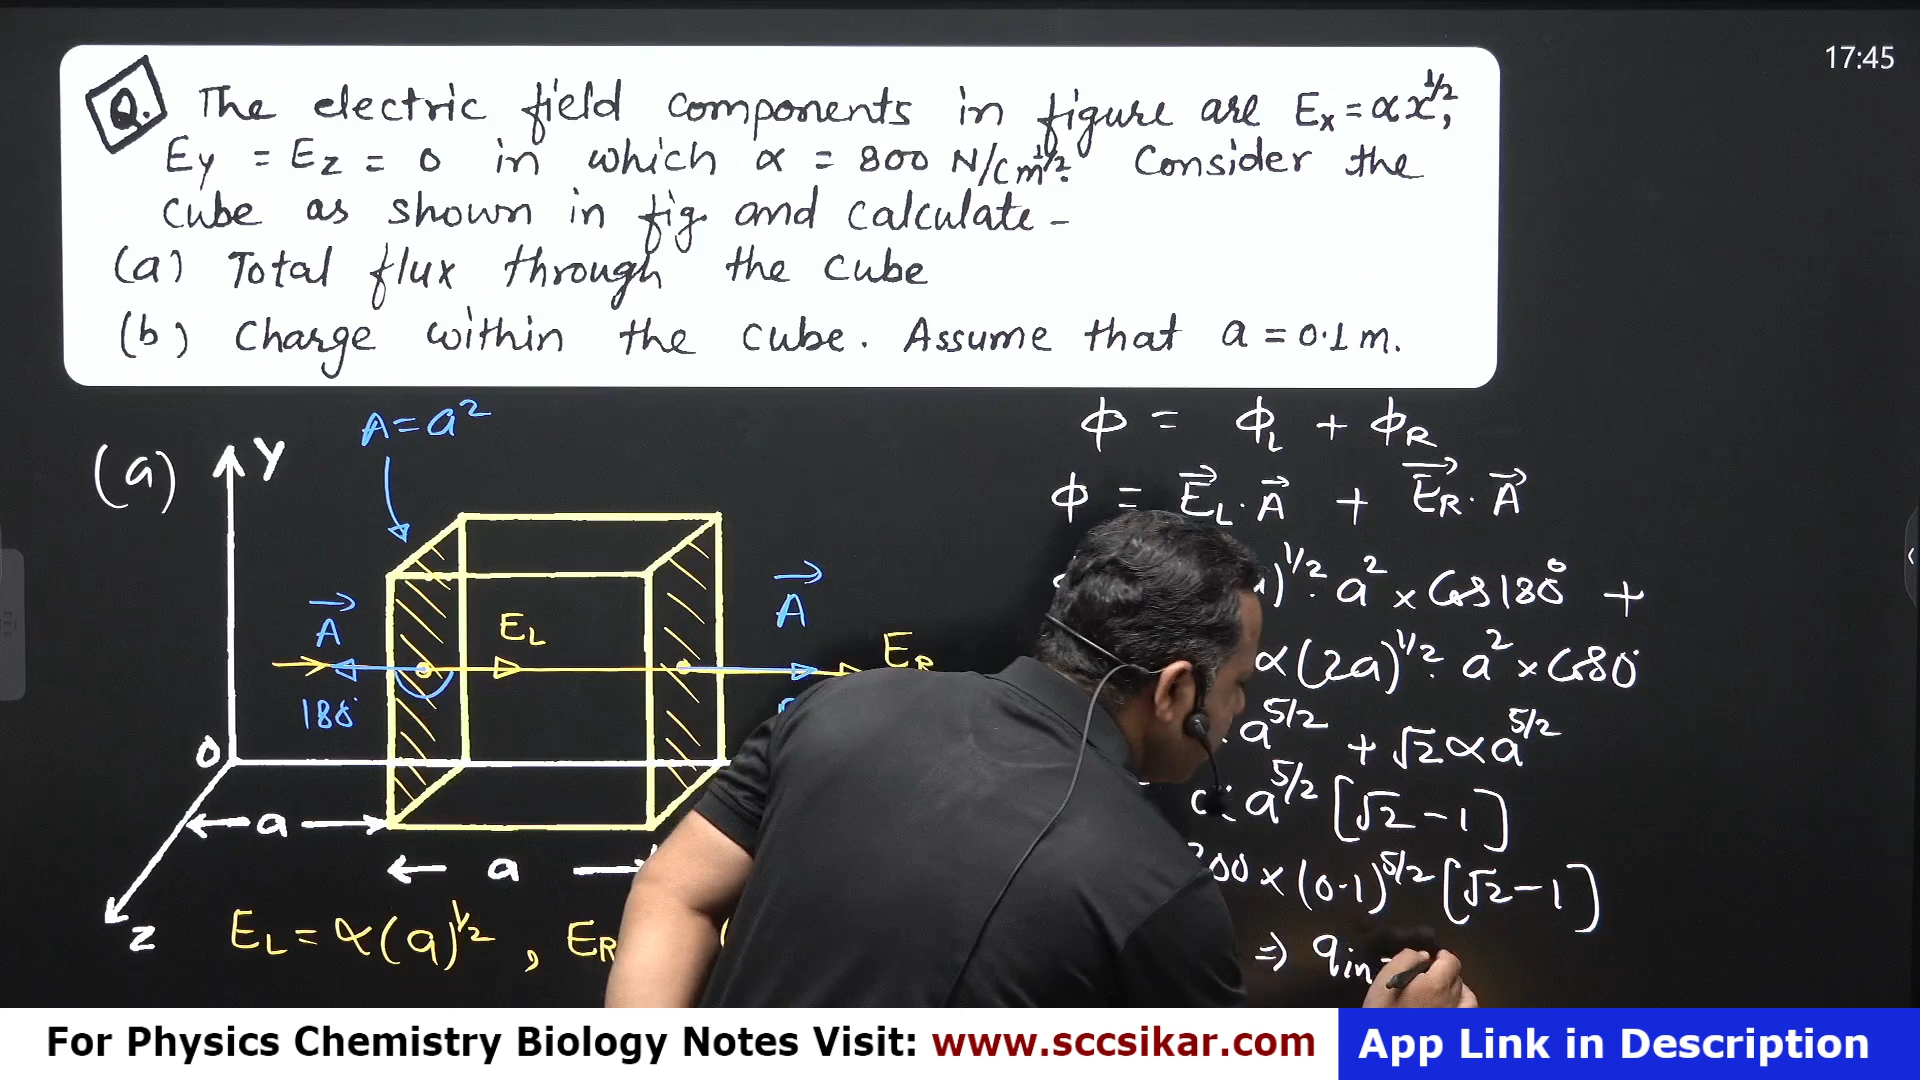 17:45
Q. The electric field components in figure are Ex = αx^1/2,
Ey = Ez = 0 in which α = 800 N/Cm^1/2. Consider the
cube as shown in fig. and calculate -
(a) Total flux through the cube
(b) Charge within the cube. Assume that a = 0.1 m.
(a)
Y
A = a²
A
180°
EL
A
ER
O
a
a
Z
EL = α(a)^1/2 , ER
ϕ = ϕL + ϕR
ϕ = EL · A + ER · A
)^1/2 · a² × Cos180° +
α(2a)^1/2 · a² × Cos0°
a^5/2 + √2 α a^5/2
a^5/2 [√2 - 1]
00 × (0.1)^5/2 [√2 - 1]
⇒ qin
For Physics Chemistry Biology Notes Visit: www.sccsikar.com
App Link in Description